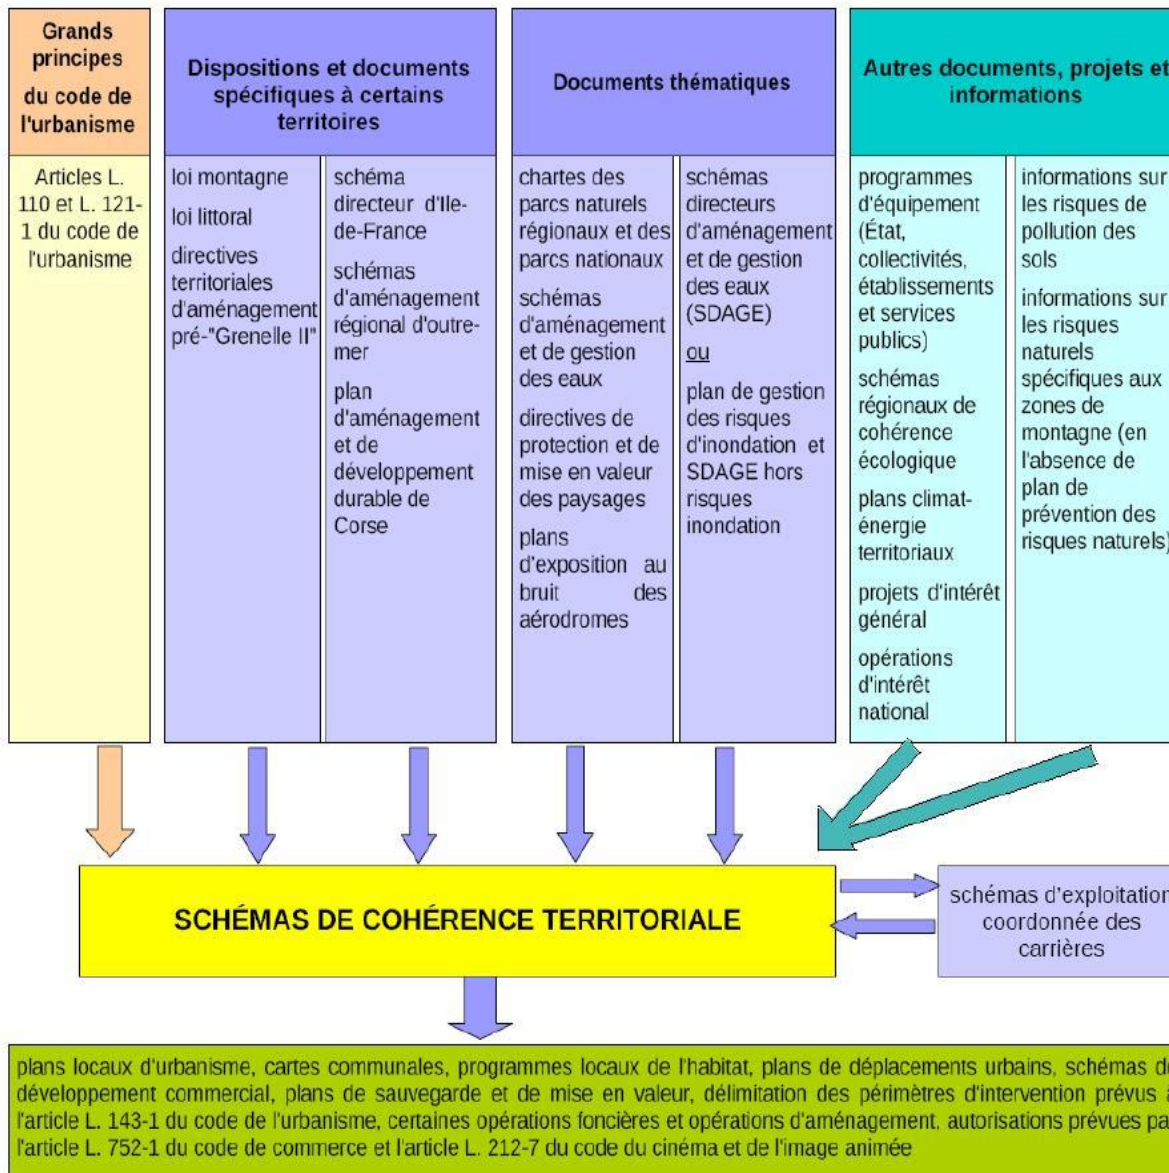 Grands
principes
du code de
l'urbanisme
Dispositions et documents
spécifiques à certains
territoires
Documents thématiques
Autres documents, projets et
informations
Articles L.
110 et L. 121-
1 du code de
l'urbanisme
loi montagne
loi littoral
directives
territoriales
d'aménagement
pré-"Grenelle II"
schéma
directeur d'Ile-
de-France
schémas
d'aménagement
régional d'outre-
mer
plan
d'aménagement
et de
développement
durable de
Corse
chartes des
parcs naturels
régionaux et des
parcs nationaux
schémas
d'aménagement
et de gestion
des eaux
directives de
protection et de
mise en valeur
des paysages
plans
d'exposition au
bruit des
aérodromes
schémas
directeurs
d'aménagement
et de gestion
des eaux
(SDAGE)
ou
plan de gestion
des risques
d'inondation et
SDAGE hors
risques
inondation
programmes
d'équipement
(État,
collectivités,
établissements
et services
publics)
schémas
régionaux de
cohérence
écologique
plans climat-
énergie
territoriaux
projets d'intérêt
général
opérations
d'intérêt
national
informations sur
les risques de
pollution des
sols
informations sur
les risques
naturels
spécifiques aux
zones de
montagne (en
l'absence de
plan de
prévention des
risques naturels)
SCHÉMAS DE COHÉRENCE TERRITORIALE
schémas d'exploitation
coordonnée des
carrières
plans locaux d'urbanisme, cartes communales, programmes locaux de l'habitat, plans de déplacements urbains, schémas de
développement commercial, plans de sauvegarde et de mise en valeur, délimitation des périmètres d'intervention prévus à
l'article L. 143-1 du code de l'urbanisme, certaines opérations foncières et opérations d'aménagement, autorisations prévues pa
l'article L. 752-1 du code de commerce et l'article L. 212-7 du code du cinéma et de l'image animée